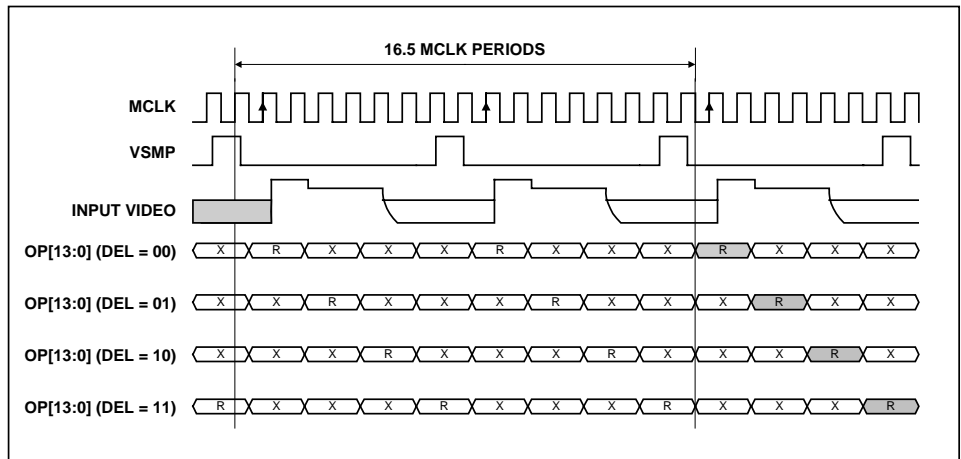 16.5 MCLK PERIODS
MCLK
VSMP
INPUT VIDEO
OP[13:0] (DEL = 00) X R X X X R X X X R X X X
OP[13:0] (DEL = 01) X X R X X X R X X X R X X
OP[13:0] (DEL = 10) X X X R X X X R X X X R X
OP[13:0] (DEL = 11) R X X X R X X X R X X X R